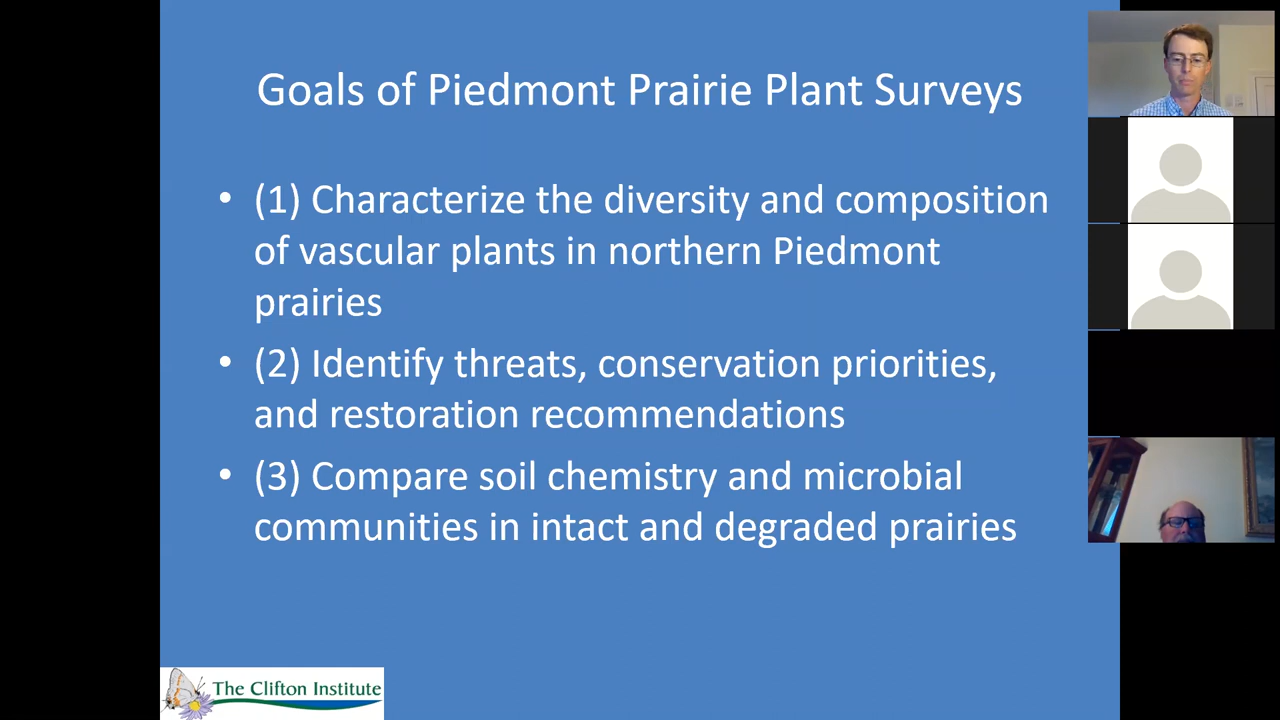 Goals of Piedmont Prairie Plant Surveys
• (1) Characterize the diversity and composition
of vascular plants in northern Piedmont
prairies
• (2) Identify threats, conservation priorities,
and restoration recommendations
• (3) Compare soil chemistry and microbial
communities in intact and degraded prairies
The Clifton Institute